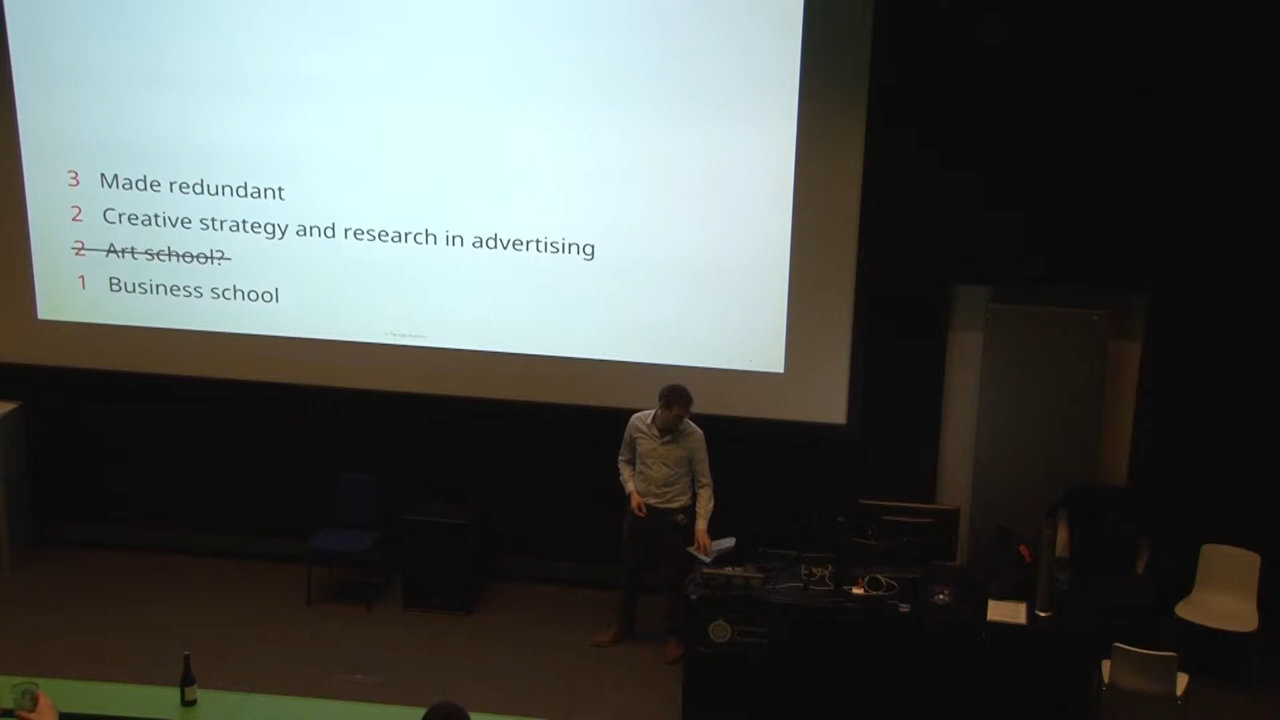 3 Made redundant
2 Creative strategy and research in advertising
2 Art school?
1 Business school